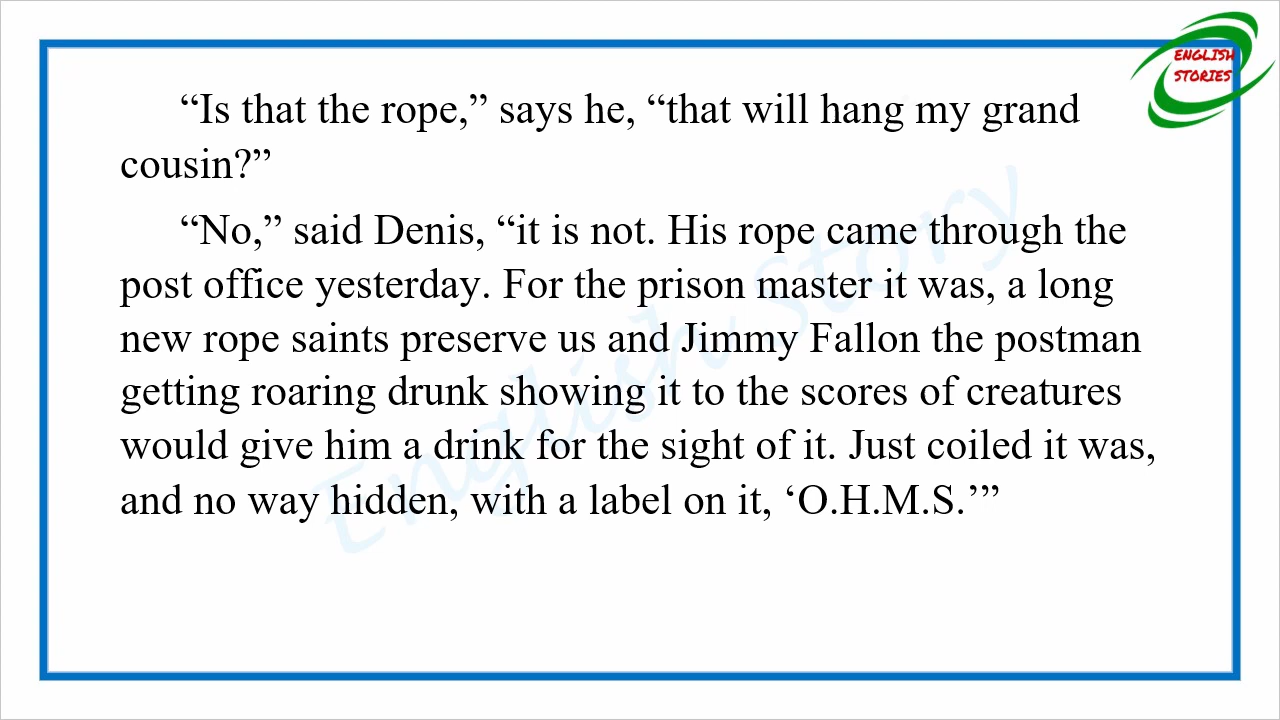 ENGLISH
STORIES
“Is that the rope,” says he, “that will hang my grand
cousin?”
“No,” said Denis, “it is not. His rope came through the
post office yesterday. For the prison master it was, a long
new rope saints preserve us and Jimmy Fallon the postman
getting roaring drunk showing it to the scores of creatures
would give him a drink for the sight of it. Just coiled it was,
and no way hidden, with a label on it, ‘O.H.M.S.’”
English Story